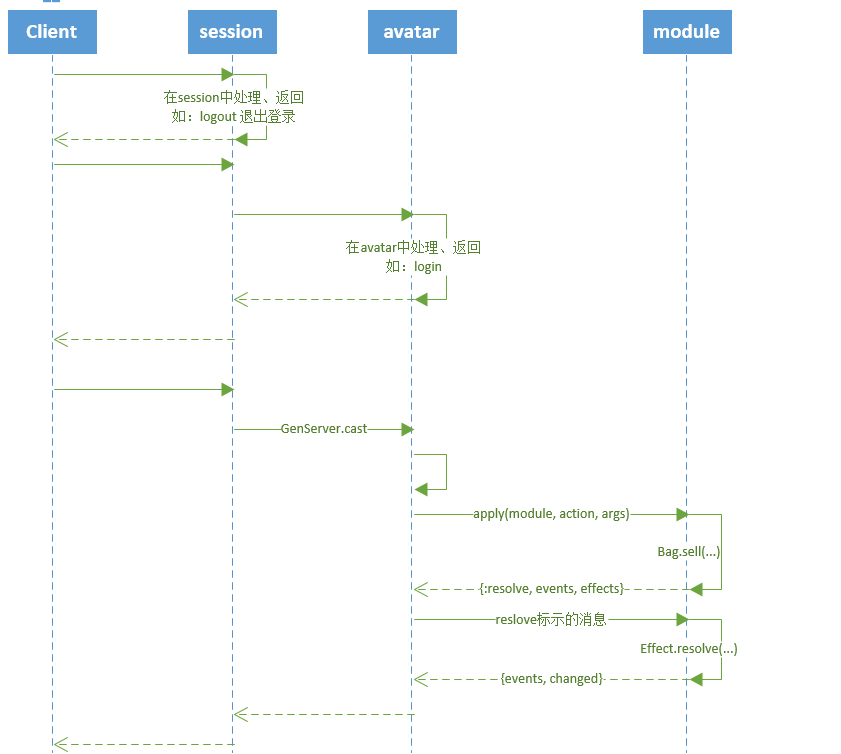 Client
session
avatar
module
在session中处理、返回
如：logout 退出登录
在avatar中处理、返回
如：login
GenServer.cast
apply(module, action, args)
Bag.sell(...)
{:resolve, events, effects}
reslove标示的消息
Effect.resolve(...)
{events, changed}